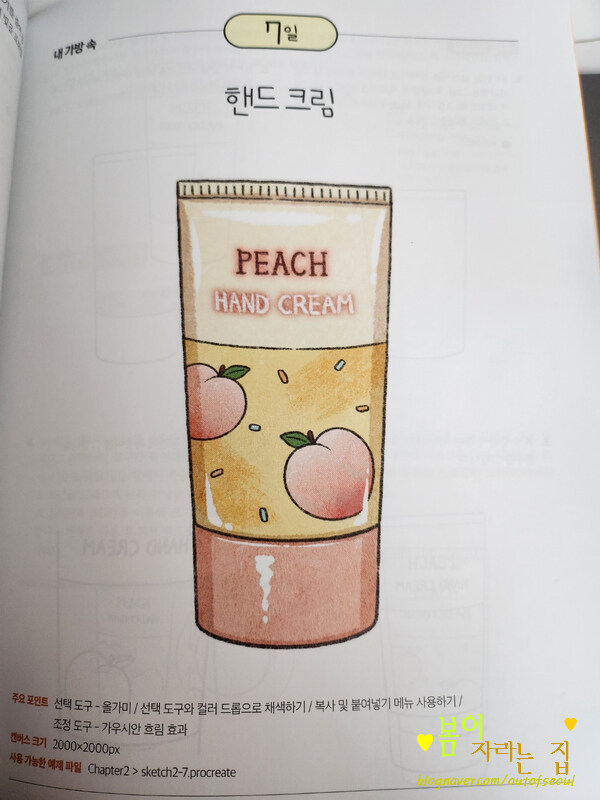 내 가방 속
7일
핸드 크림
PEACH
HAND CREAM
주요 포인트 선택 도구 - 올가미 / 선택 도구와 컬러 드롭으로 채색하기 / 복사 및 붙여넣기 메뉴 사용하기 /
조정 도구 - 가우시안 흐림 효과
캔버스 크기 2000×2000px
사용 가능한 예제 파일 Chapter2 > sketch2-7.procreate
봄이
자라는 집
blog.naver.com/outofseoul